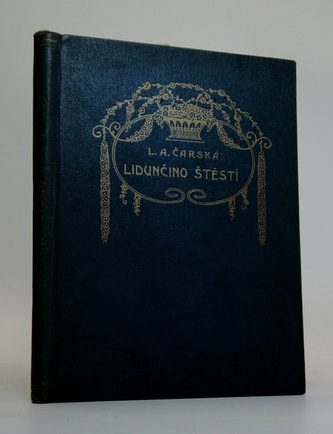 L. A. ČARSKÁ:
LIDUNČINO ŠTĚSTÍ